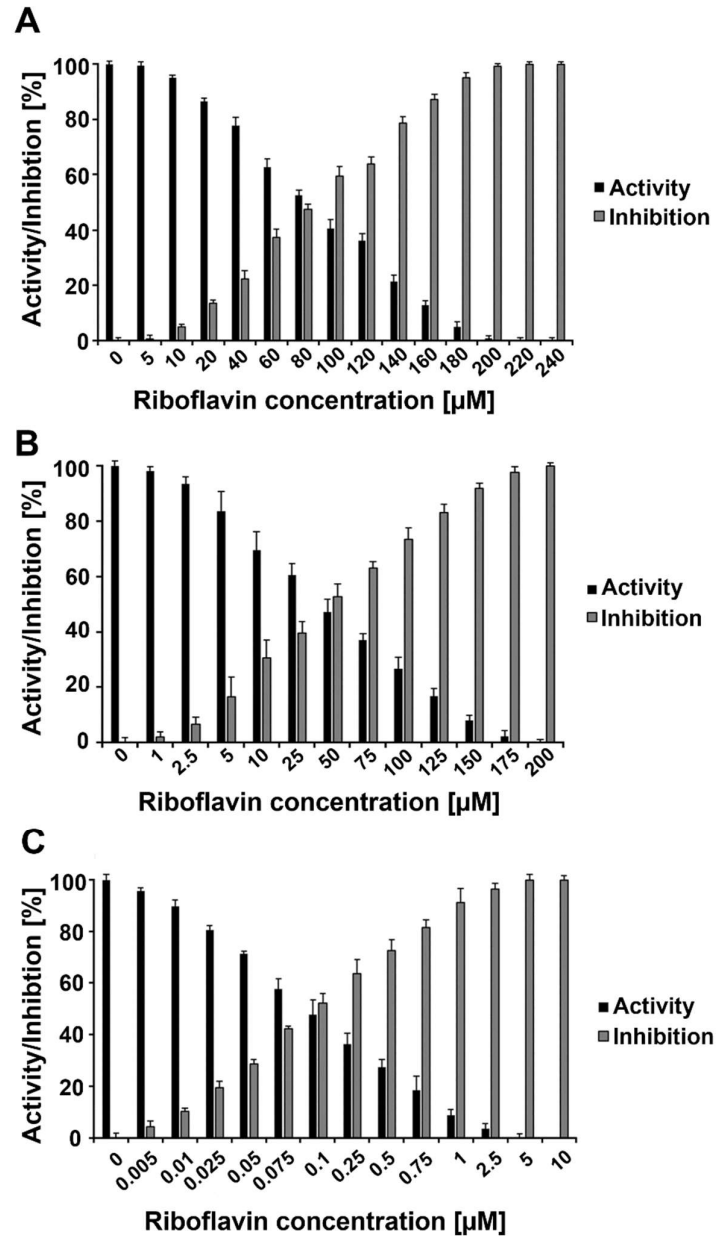 A
Activity/Inhibtion [%]
100
80
60
40
20
0
0 5 10 20 40 60 80 100 120 140 160 180 200 220 240
Riboflavin concentration [µM]
Activity
Inhibition
B
Activity/Inhibtion [%]
100
80
60
40
20
0
0 1 2.5 5 10 25 50 75 100 125 150 175 200
Riboflavin concentration [µM]
Activity
Inhibition
C
Activity/Inhibtion [%]
100
80
60
40
20
0
0 0.005 0.01 0.025 0.05 0.075 0.1 0.25 0.5 0.75 1 2.5 5 10
Riboflavin concentration [µM]
Activity
Inhibition